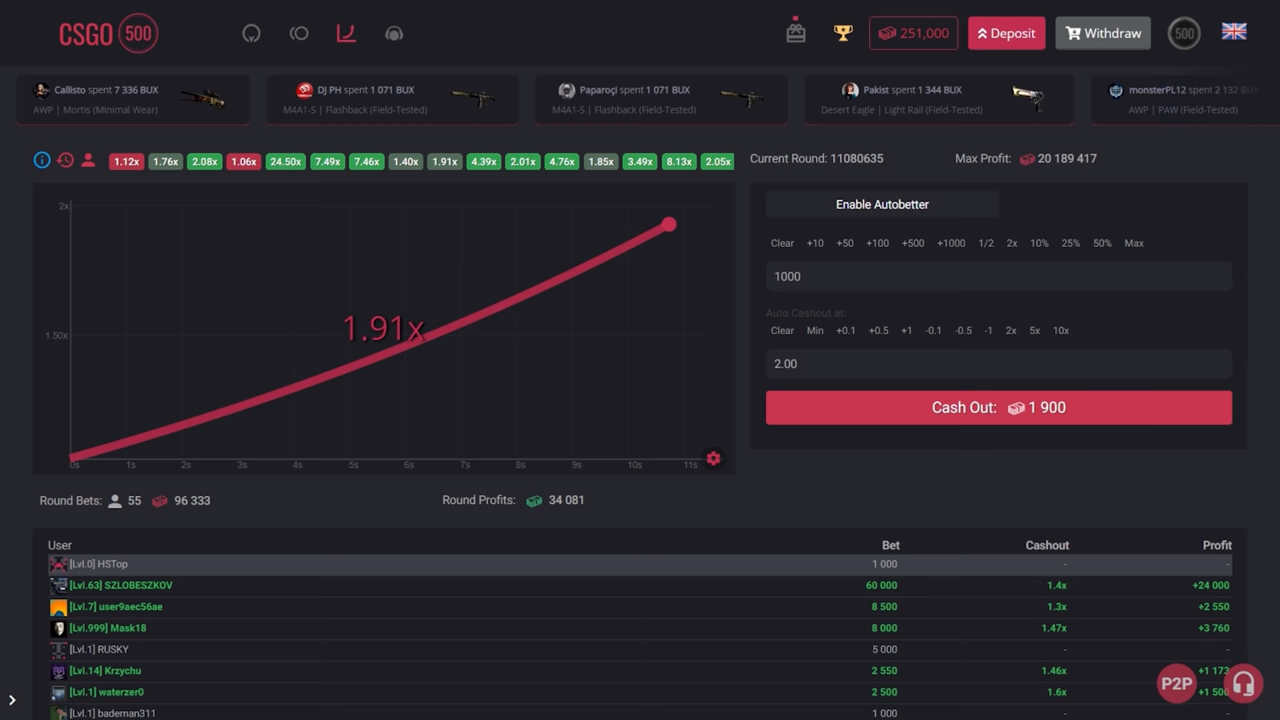 CSGO 500
251,000
Deposit
Withdraw
500
Callisto spent 7 336 BUX
AWP | Mortis (Minimal Wear)
DJ PH spent 1 071 BUX
M4A1-S | Flashback (Field-Tested)
Paparoçi spent 1 071 BUX
M4A1-S | Flashback (Field-Tested)
Pakist spent 1 344 BUX
Desert Eagle | Light Rail (Field-Tested)
monsterPL12 spent 2 132 BUX
AWP | PAW (Field-Tested)
1.12x 1.76x 2.08x 1.06x 24.50x 7.49x 7.46x 1.40x 1.91x 4.39x 2.01x 4.76x 1.85x 3.49x 8.13x 2.05x
Current Round: 11080635
Max Profit: 20 189 417
Enable Autobetter
Clear +10 +50 +100 +500 +1000 1/2 2x 10% 25% 50% Max
1000
Auto Cashout at:
Clear Min +0.1 +0.5 +1 -0.1 -0.5 -1 2x 5x 10x
2.00
Cash Out: 1 900
2x
1.50x
1.91x
0s 1s 2s 3s 4s 5s 6s 7s 8s 9s 10s 11s
Round Bets: 55 96 333
Round Profits: 34 081
User Bet Cashout Profit
[Lvl.0] HSTop 1 000 - -
[Lvl.63] SZLOBESZKOV 60 000 1.4x +24 000
[Lvl.7] user9aec56ae 8 500 1.3x +2 550
[Lvl.999] Mask18 8 000 1.47x +3 760
[Lvl.1] RUSKY 5 000 - -
[Lvl.14] Krzychu 2 550 1.46x +1 173
[Lvl.1] waterzer0 2 500 1.6x +1 500
[Lvl.1] bademan311 1 000 - -
P2P